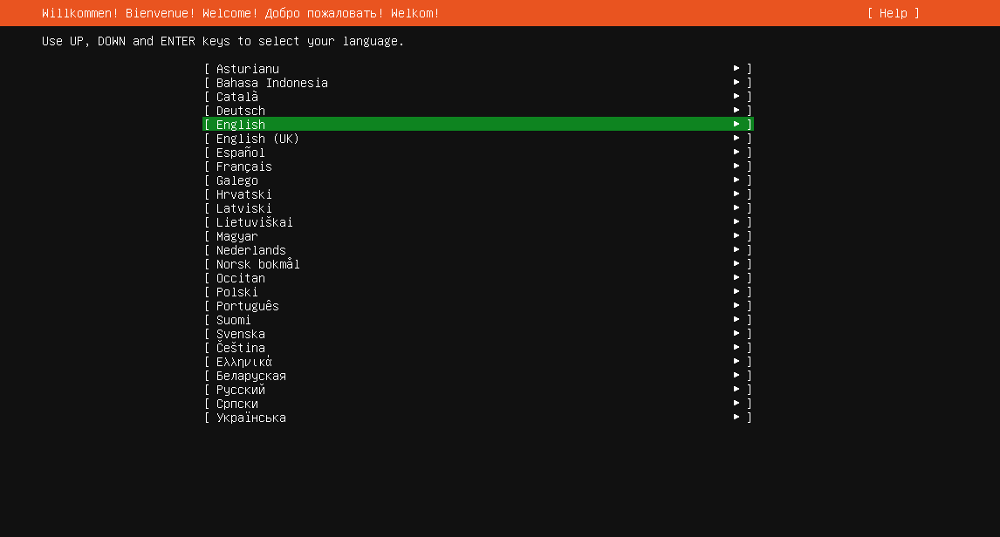 Willkommen! Bienvenue! Welcome! Добро пожаловать! Welkom! [ Help ]
Use UP, DOWN and ENTER keys to select your language.
[ Asturianu ► ]
[ Bahasa Indonesia ► ]
[ Català ► ]
[ Deutsch ► ]
[ English ► ]
[ English (UK) ► ]
[ Español ► ]
[ Français ► ]
[ Galego ► ]
[ Hrvatski ► ]
[ Latviski ► ]
[ Lietuviškai ► ]
[ Magyar ► ]
[ Nederlands ► ]
[ Norsk bokmål ► ]
[ Occitan ► ]
[ Polski ► ]
[ Português ► ]
[ Suomi ► ]
[ Svenska ► ]
[ Čeština ► ]
[ Ελληνικά ► ]
[ Беларуская ► ]
[ Русский ► ]
[ Српски ► ]
[ Українська ► ]